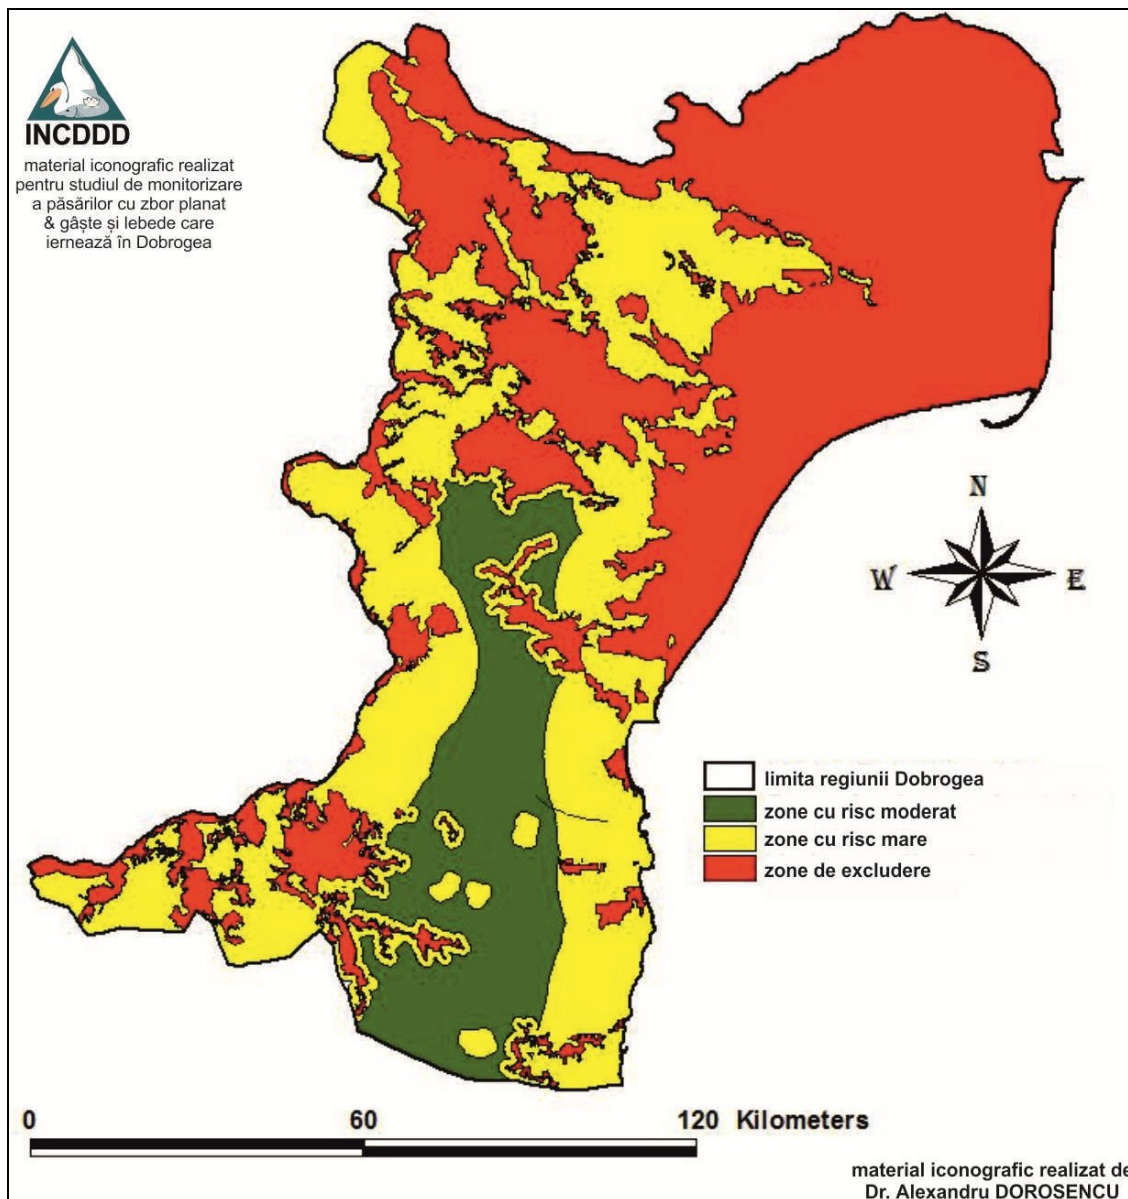 INCDDD
material iconografic realizat
pentru studiul de monitorizare
a păsărilor cu zbor planat
& gâște și lebede care
iernează în Dobrogea
N
W
E
S
limita regiunii Dobrogea
zone cu risc moderat
zone cu risc mare
zone de excludere
0 60 120 Kilometers
material iconografic realizat de
Dr. Alexandru DOROSENCU